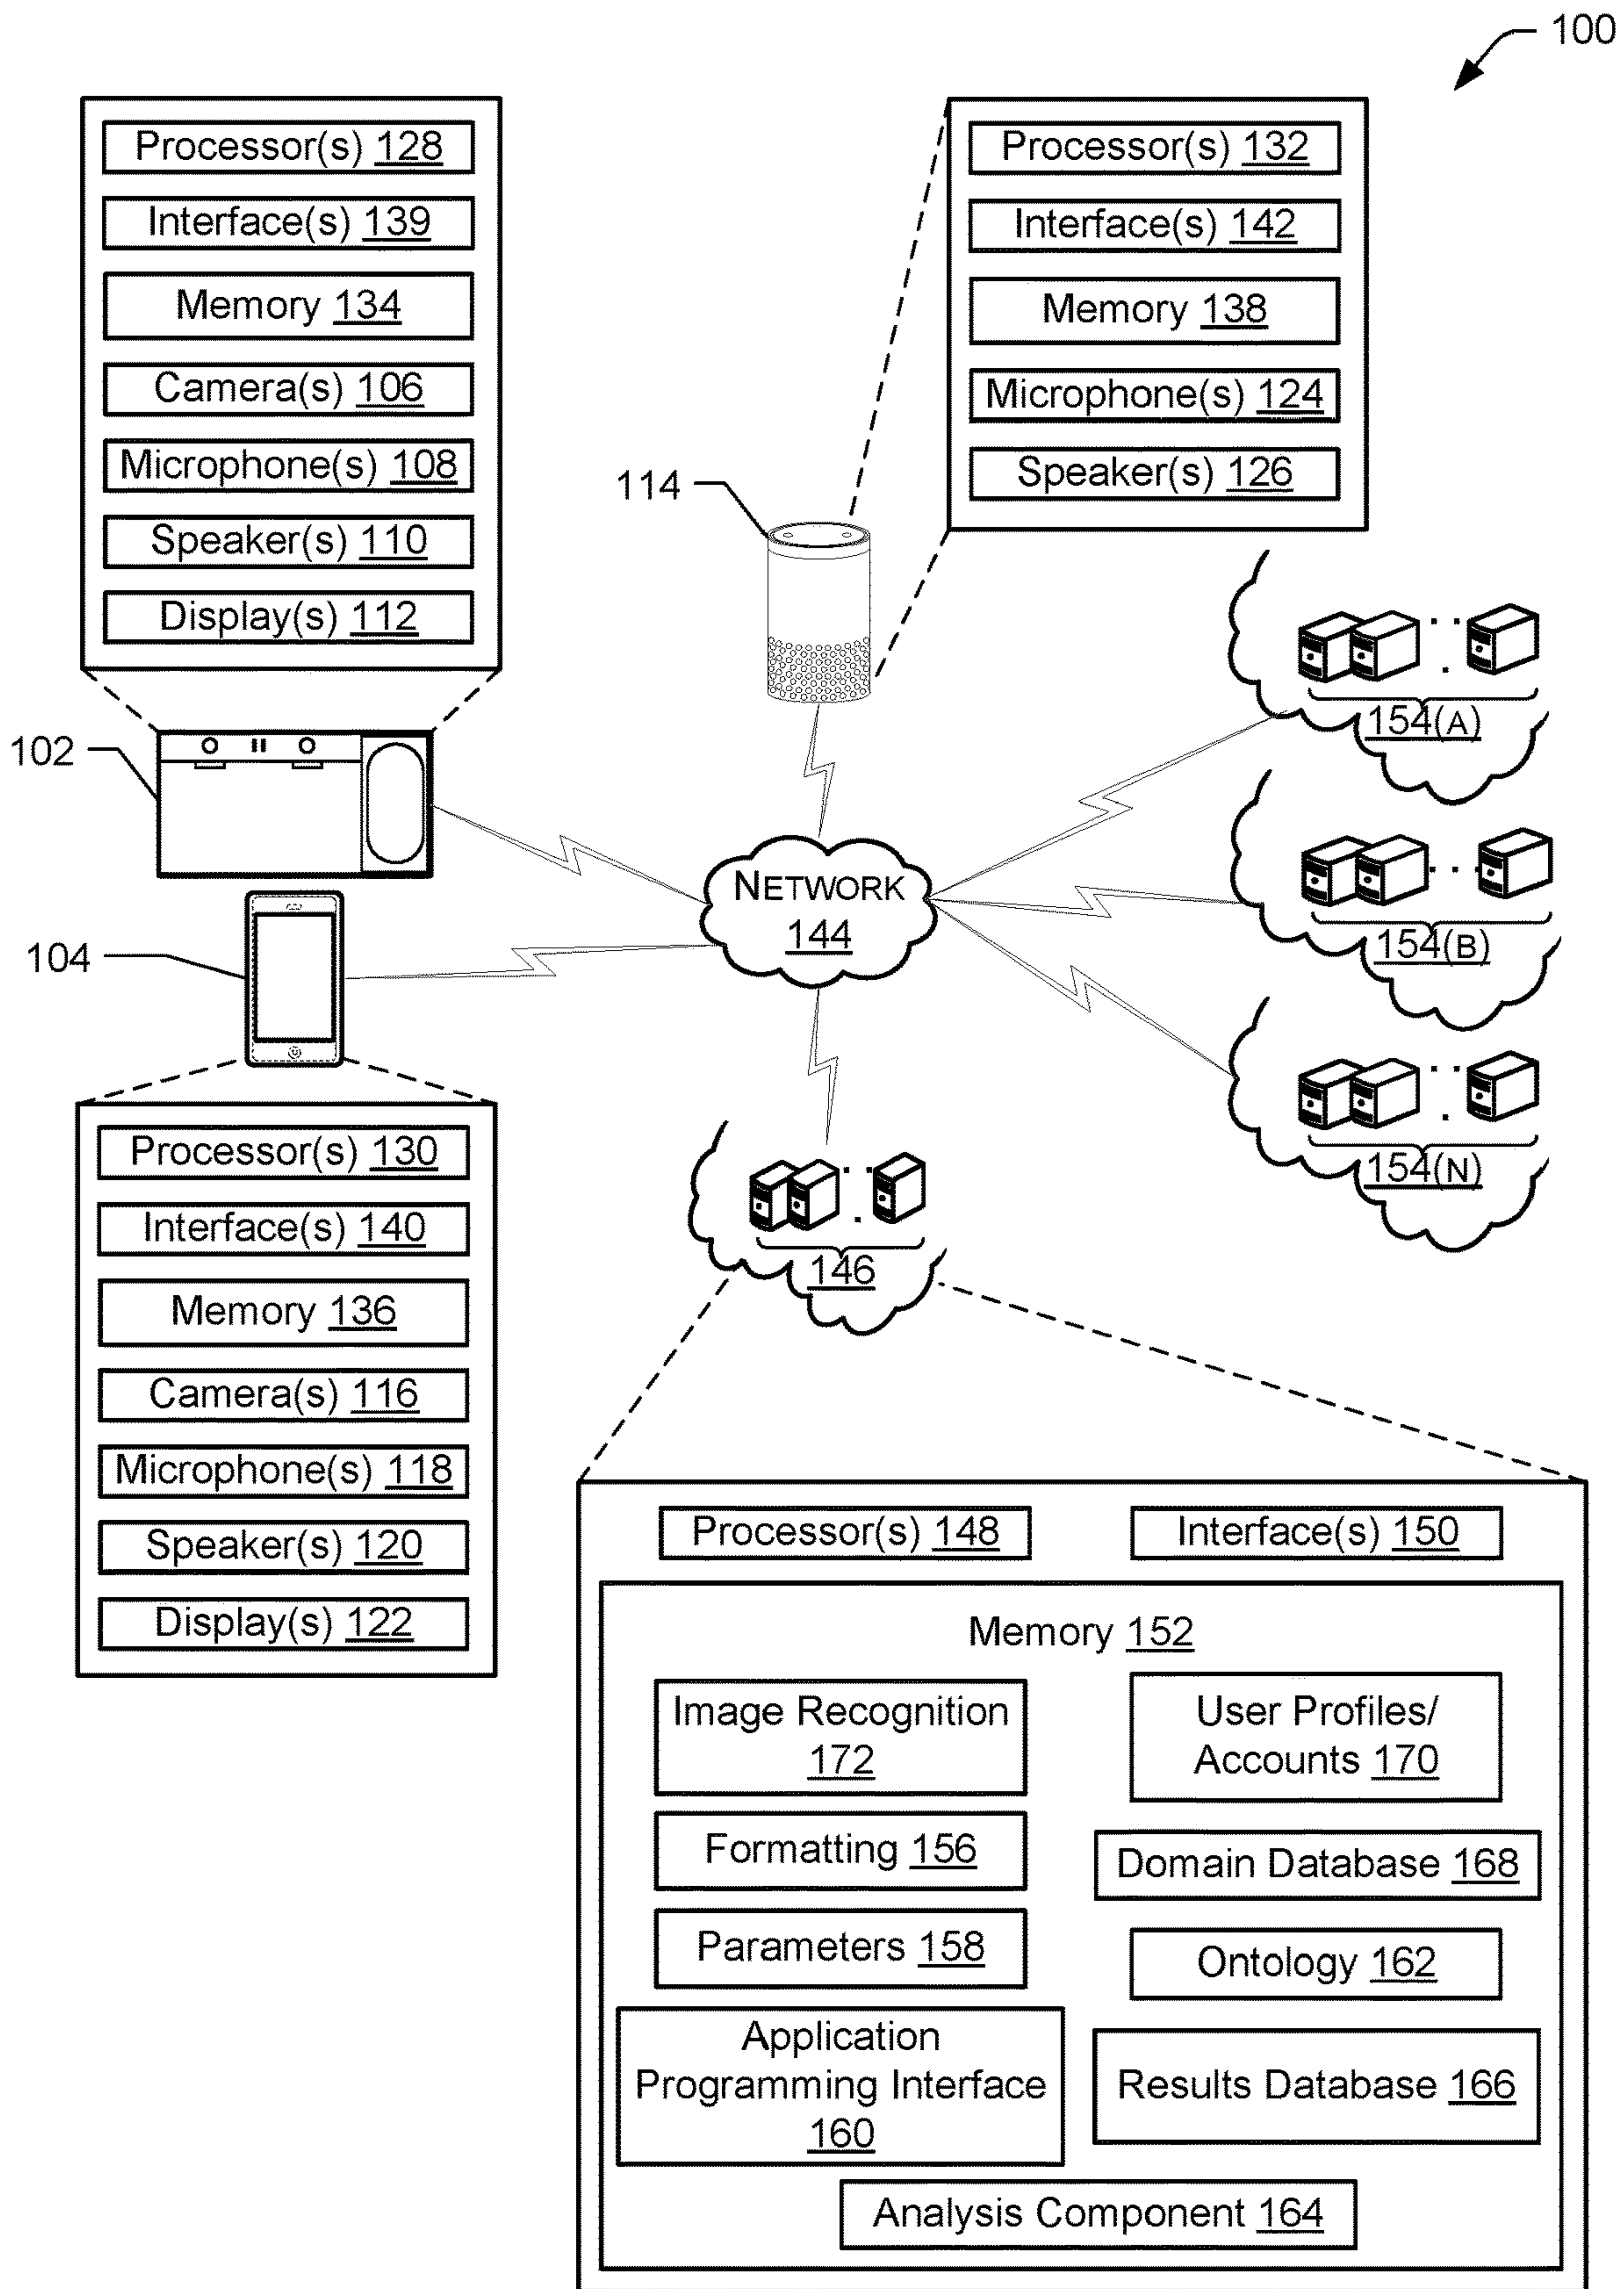 100
Processor(s) 128
Interface(s) 139
Memory 134
Camera(s) 106
Microphone(s) 108
Speaker(s) 110
Display(s) 112
102
Processor(s) 132
Interface(s) 142
Memory 138
Microphone(s) 124
Speaker(s) 126
114
154(A)
154(B)
154(N)
NETWORK
144
104
Processor(s) 130
Interface(s) 140
Memory 136
Camera(s) 116
Microphone(s) 118
Speaker(s) 120
Display(s) 122
146
Processor(s) 148
Interface(s) 150
Memory 152
Image Recognition
172
User Profiles/
Accounts 170
Formatting 156
Domain Database 168
Parameters 158
Ontology 162
Application
Programming Interface
160
Results Database 166
Analysis Component 164